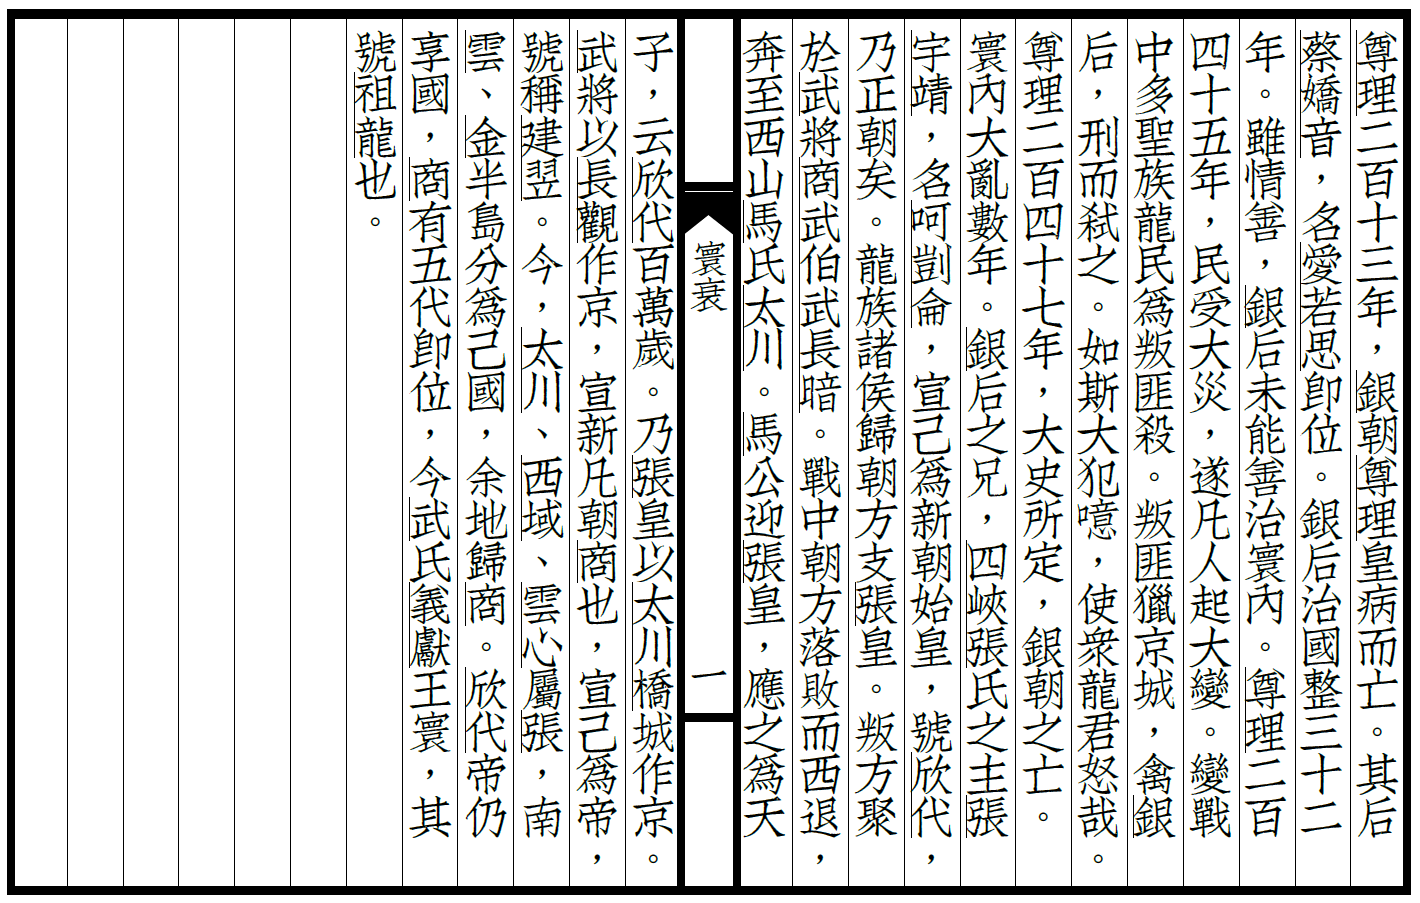 尊理二百十三年，銀朝尊理皇病而亡。其后
蔡嬌音，名愛若思卽位。銀后治國整三十二
年。雖情善，銀后未能善治寰內。尊理二百
四十五年，民受大災，遂凡人起大變。變戰
中多聖族龍民爲叛匪殺。叛匪獵京城，禽銀
后，刑而弒之。如斯大犯噫，使衆龍君怒哉。
尊理二百四十七年，大史所定，銀朝之亡。
寰內大亂數年。銀后之兄，四峽張氏之主張
宇靖，名呵剴侖，宣己爲新朝始皇，號欣代，
乃正朝矣。龍族諸侯歸朝方支張皇。叛方聚
於武將商武伯武長暗。戰中朝方落敗而西退，
奔至西山馬氏太川。馬公迎張皇，應之爲天
寰衰
一
子，云欣代百萬歲。乃張皇以太川橋城作京。
武將以長觀作京，宣新凡朝商也，宣己爲帝，
號稱建翌。今，太川、西域、雲心屬張，南
雲、金半島分爲己國，余地歸商。欣代帝仍
享國，商有五代卽位，今武氏義獻王寰，其
號祖龍也。